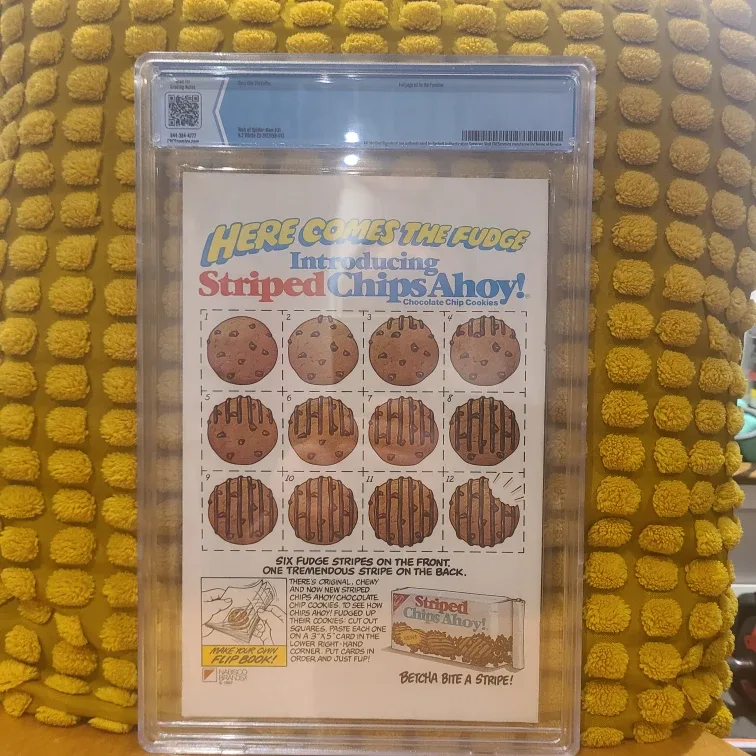 Grading Notes
HERE COMES THE FUDGE
Introducing
Striped Chips Ahoy!
Chocolate Chip Cookies
1 2 3 4
5 6 7 8
9 10 11 12
SIX FUDGE STRIPES ON THE FRONT.
ONE TREMENDOUS STRIPE ON THE BACK.
THERE'S ORIGINAL, CHEWY
AND NOW NEW STRIPED
CHIPS AHOY! CHOCOLATE
CHIP COOKIES. TO SEE HOW
CHIPS AHOY! FUDGED UP
THEIR COOKIES: CUT OUT
SQUARES. PASTE EACH ONE
ON A 3" X 5" CARD IN THE
LOWER RIGHT-HAND
CORNER. PUT CARDS IN
ORDER AND JUST FLIP!
MAKE YOUR OWN
FLIP BOOK!
NABISCO
BRANDS
Striped
Chips Ahoy!
BETCHA BITE A STRIPE!